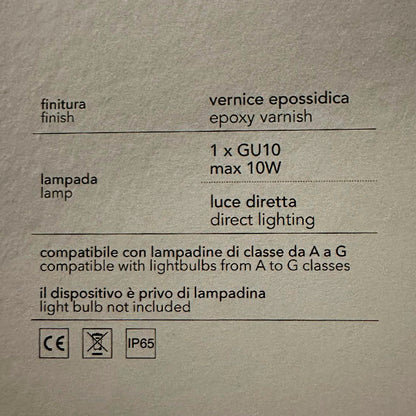 finitura
finish
vernice epossidica
epoxy varnish
lampada
lamp
1 x GU10
max 10W
luce diretta
direct lighting
compatibile con lampadine di classe da A a G
compatible with lightbulbs from A to G classes
il dispositivo è privo di lampadina
light bulb not included
CE
IP65